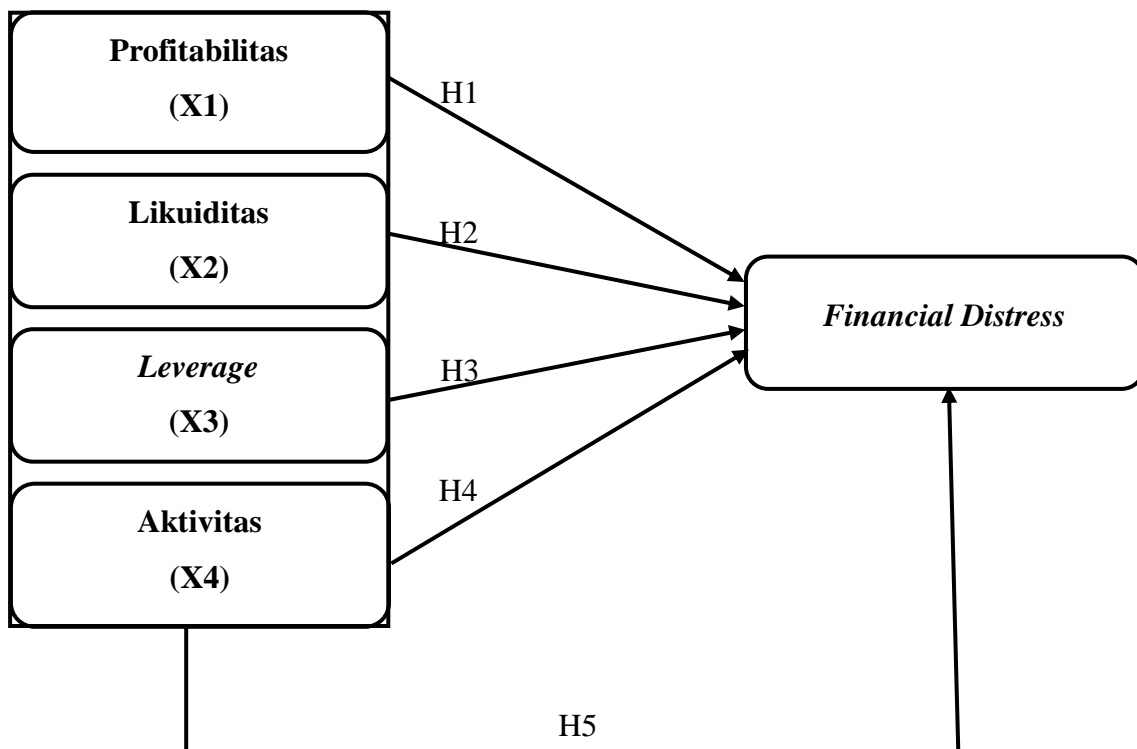 Profitabilitas
(X1)
H1
Likuiditas
(X2)
H2
Financial Distress
Leverage
(X3)
H3
Aktivitas
(X4)
H4
H5